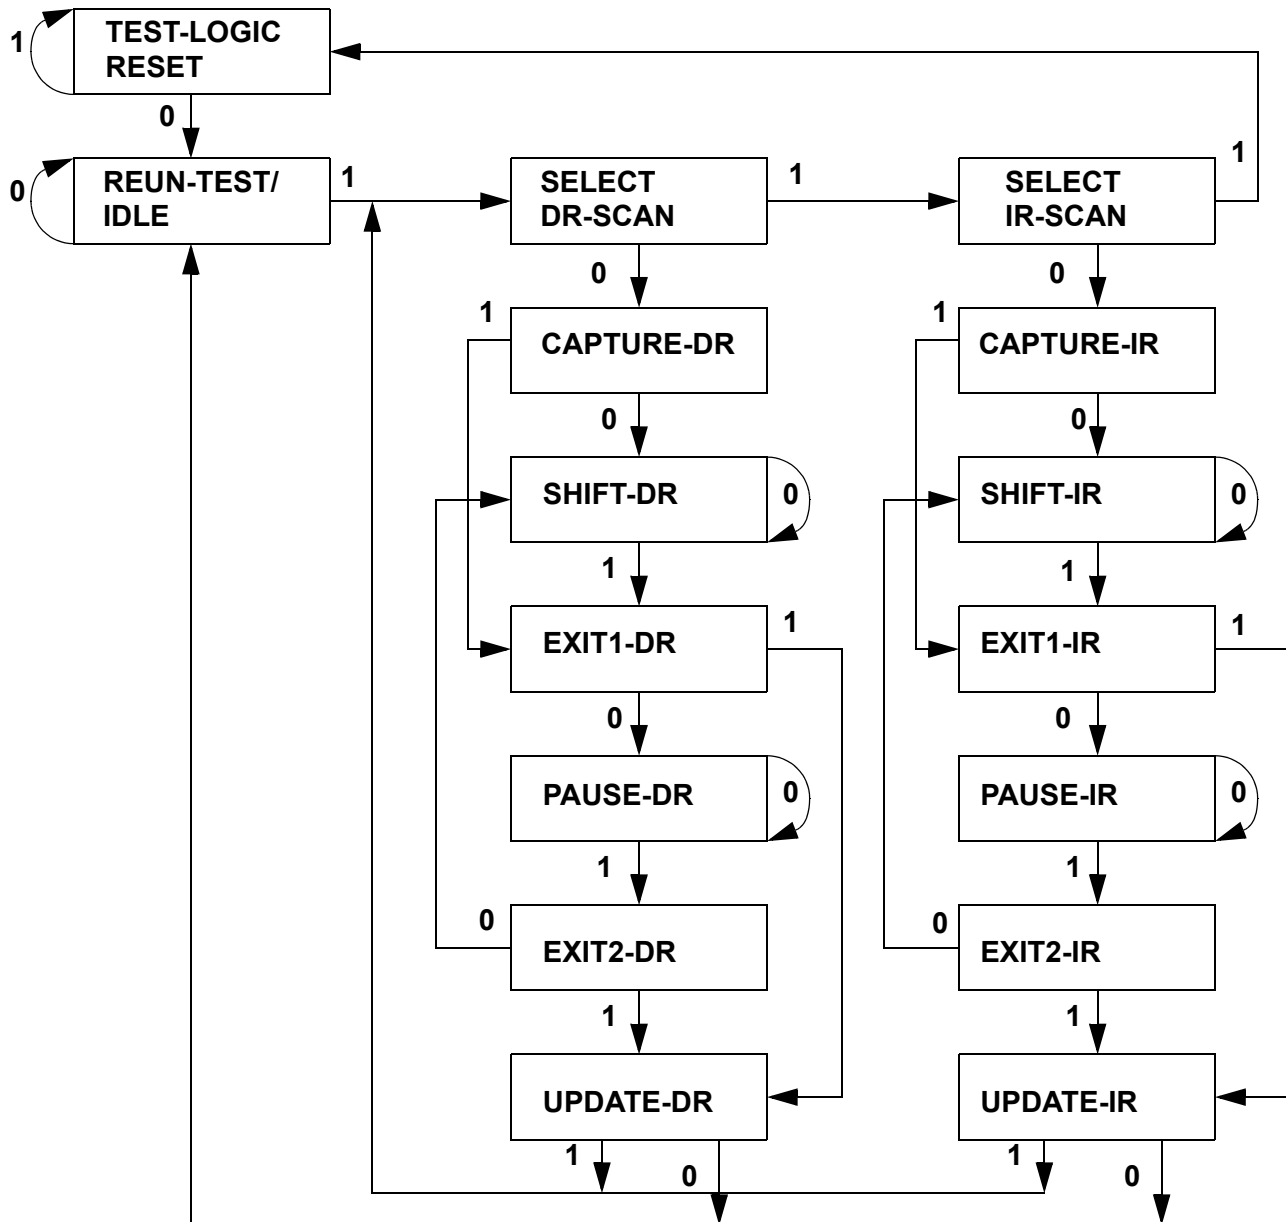 1
TEST-LOGIC
RESET
0
0
REUN-TEST/
IDLE
1
SELECT
DR-SCAN
1
SELECT
IR-SCAN
1
0
0
1
CAPTURE-DR
1
CAPTURE-IR
0
0
SHIFT-DR
0
SHIFT-IR
0
1
1
EXIT1-DR
1
EXIT1-IR
1
0
0
PAUSE-DR
0
PAUSE-IR
0
1
1
0
EXIT2-DR
0
EXIT2-IR
1
1
UPDATE-DR
UPDATE-IR
1
0
1
0